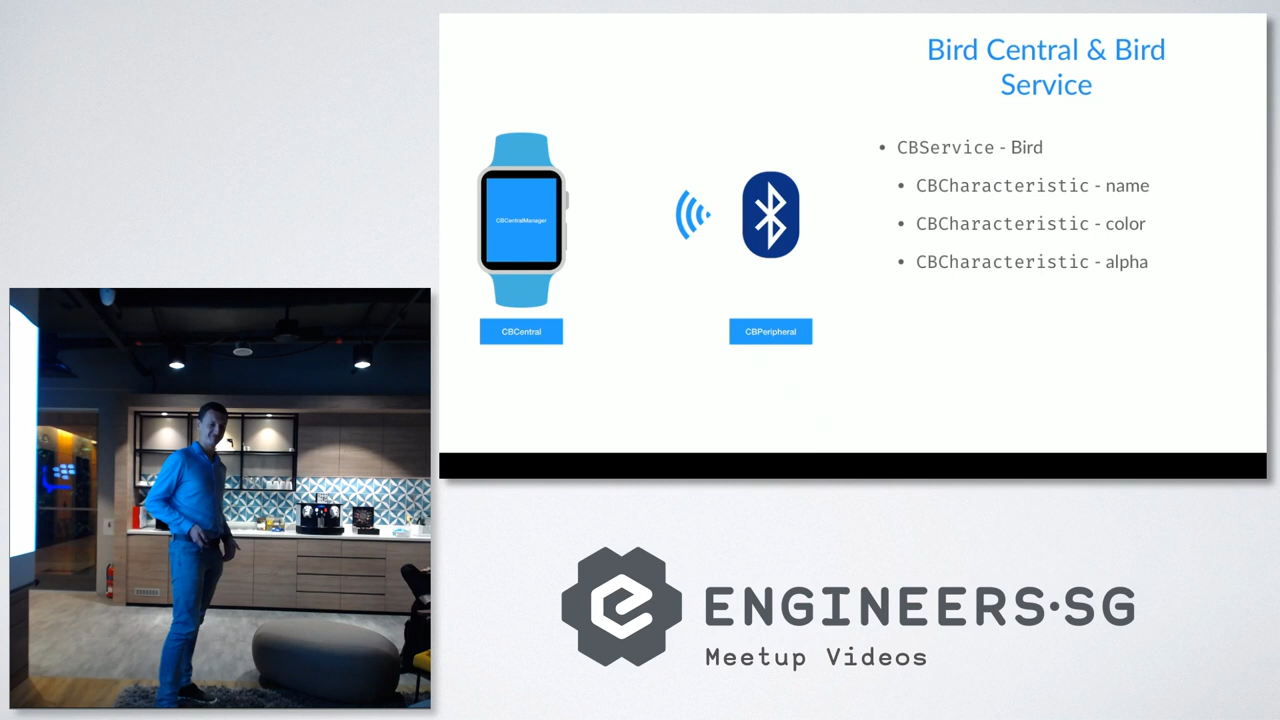 Bird Central & Bird
Service
• CBService - Bird
• CBCharacteristic - name
• CBCharacteristic - color
• CBCharacteristic - alpha
CBCentralManager
CBCentral
CBPeripheral
ENGINEERS·SG
Meetup Videos